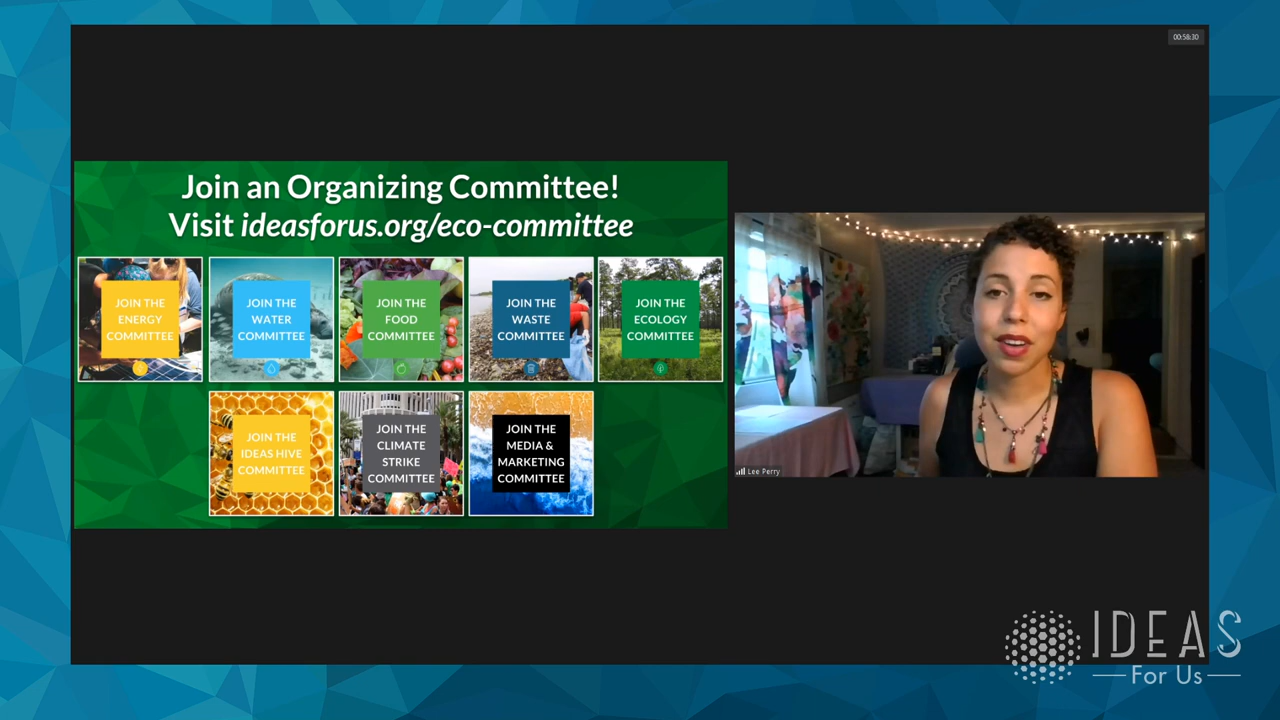 00:58:30
Join an Organizing Committee!
Visit ideasforus.org/eco-committee
JOIN THE
ENERGY
COMMITTEE
JOIN THE
WATER
COMMITTEE
JOIN THE
FOOD
COMMITTEE
JOIN THE
WASTE
COMMITTEE
JOIN THE
ECOLOGY
COMMITTEE
JOIN THE
IDEAS HIVE
COMMITTEE
JOIN THE
CLIMATE
STRIKE
COMMITTEE
JOIN THE
MEDIA &
MARKETING
COMMITTEE
Lee Perry
IDEAS
For Us